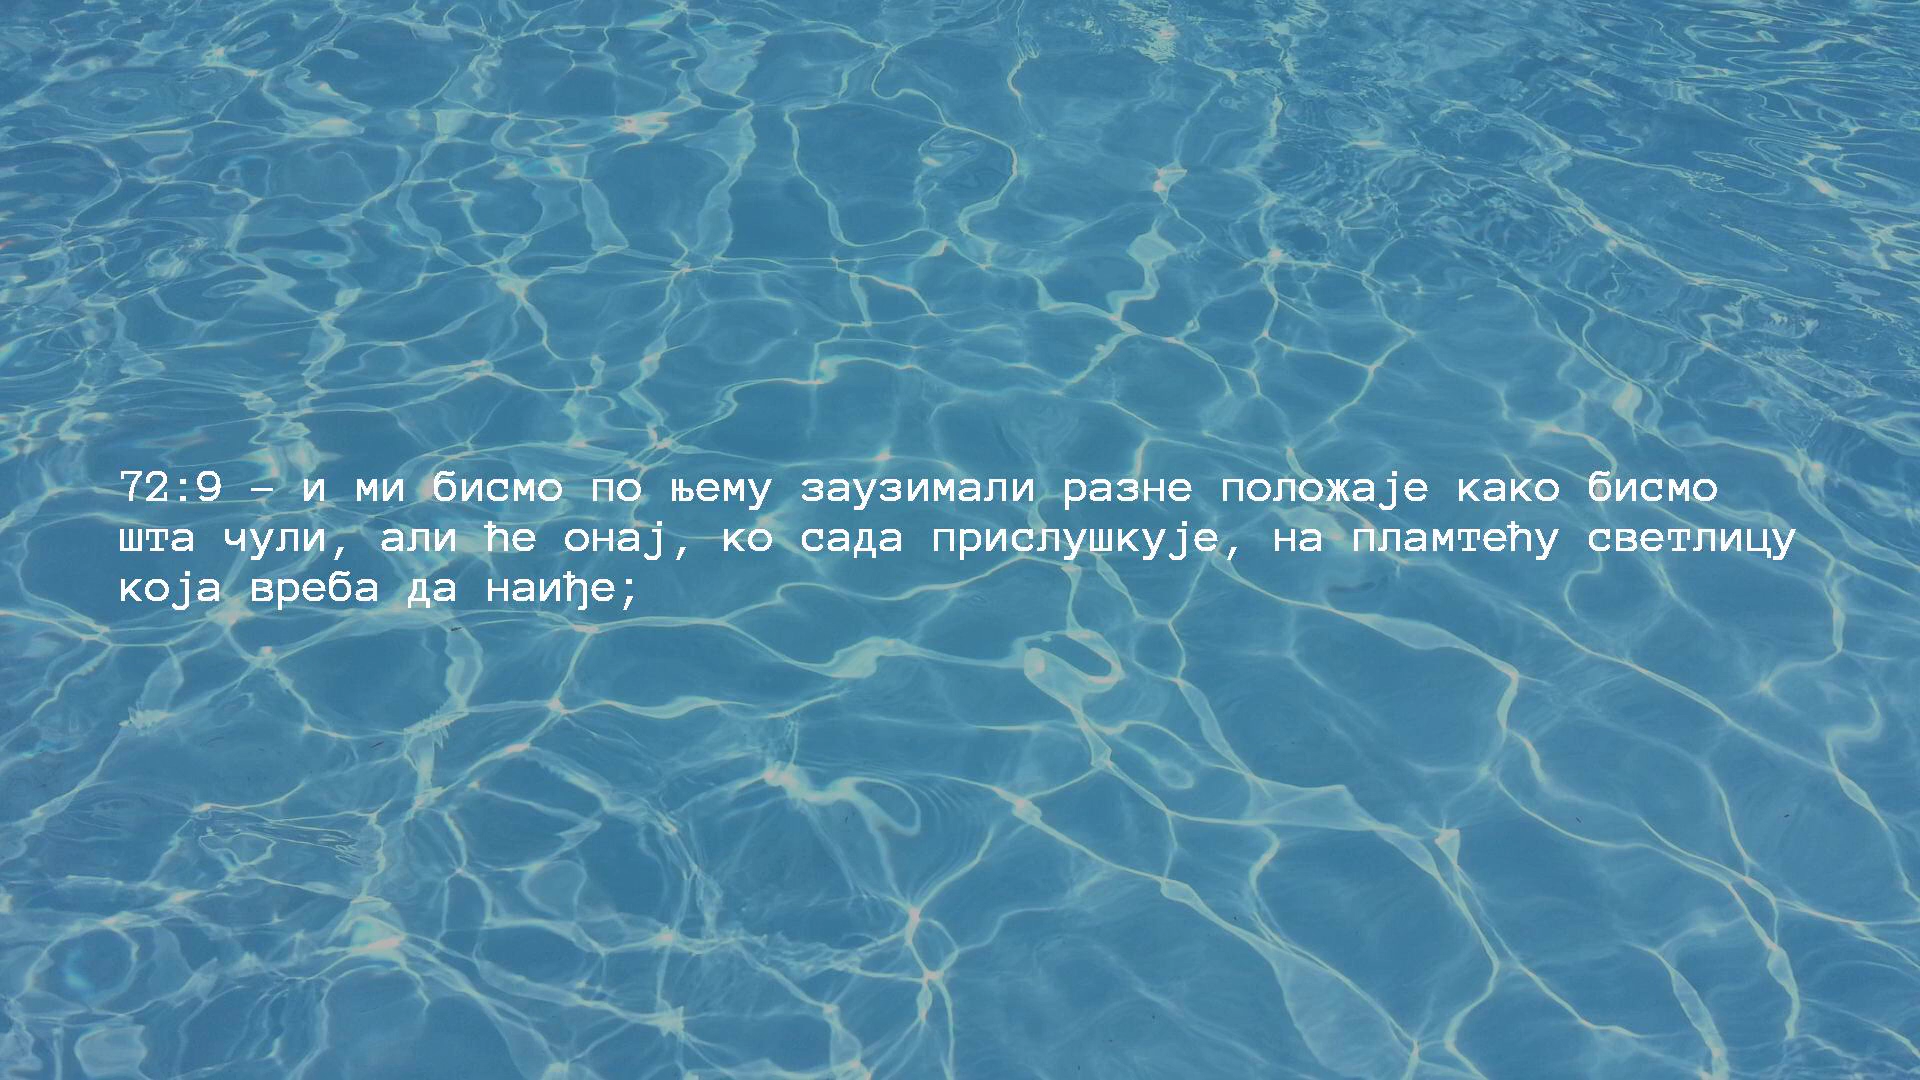 72:9 – и ми бисмо по њему заузимали разне положаје како бисмо
шта чули, али ће онај, ко сада прислушкује, на пламтећу светлицу
која вреба да наиђе;